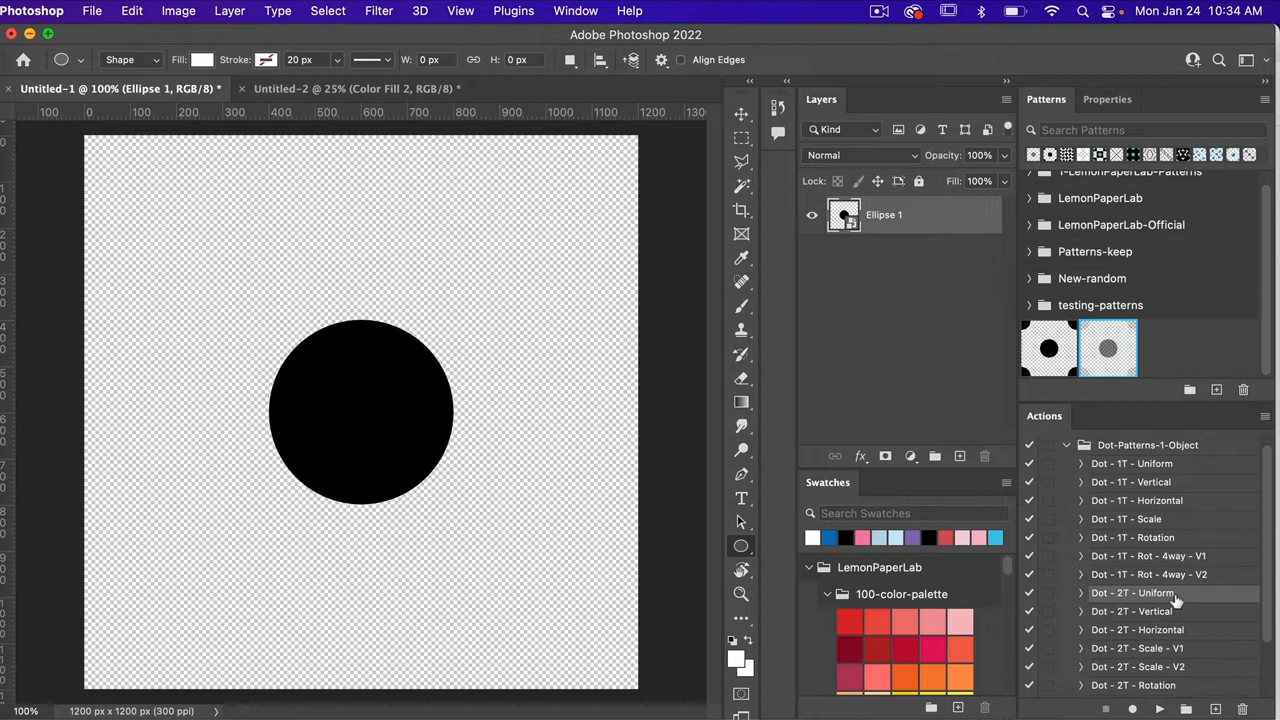 Photoshop File Edit Image Layer Type Select Filter 3D View Plugins Window Help Mon Jan 24 10:34 AM
Adobe Photoshop 2022
Shape Fill: Stroke: 20 px W: 0 px H: 0 px Align Edges
Untitled-1 @ 100% (Ellipse 1, RGB/8) * Untitled-2 @ 25% (Color Fill 2, RGB/8) *
100 0 100 200 300 400 500 600 700 800 900 1000 1100 1200 1300
Layers
Kind
Normal Opacity: 100%
Lock: Fill: 100%
Ellipse 1
Swatches
Search Swatches
LemonPaperLab
100-color-palette
Patterns Properties
Search Patterns
1-LemonPaperLab-Patterns
LemonPaperLab
LemonPaperLab-Official
Patterns-keep
New-random
testing-patterns
Actions
Dot-Patterns-1-Object
Dot - 1T - Uniform
Dot - 1T - Vertical
Dot - 1T - Horizontal
Dot - 1T - Scale
Dot - 1T - Rotation
Dot - 1T - Rot - 4way - V1
Dot - 1T - Rot - 4way - V2
Dot - 2T - Uniform
Dot - 2T - Vertical
Dot - 2T - Horizontal
Dot - 2T - Scale - V1
Dot - 2T - Scale - V2
Dot - 2T - Rotation
100% 1200 px x 1200 px (300 ppi)